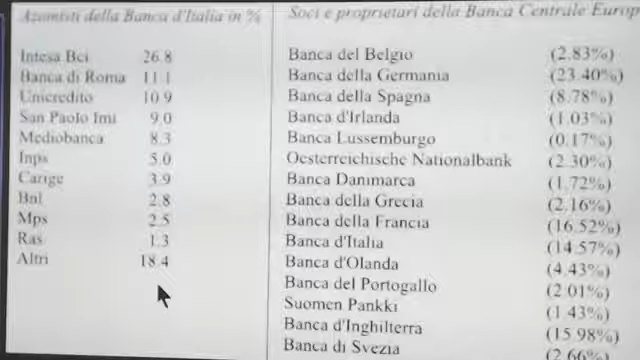 Azionisti della Banca d'Italia in %
Intesa Bci 26.8
Banca di Roma 11.1
Unicredito 10.9
San Paolo Imi 9.0
Mediobanca 8.3
Inps 5.0
Carige 3.9
Bnl 2.8
Mps 2.5
Ras 1.3
Altri 18.4
Soci e proprietari della Banca Centrale Europ
Banca del Belgio (2.83%)
Banca della Germania (23.40%)
Banca della Spagna (8.78%)
Banca d'Irlanda (1.03%)
Banca Lussemburgo (0.17%)
Oesterreichische Nationalbank (2.30%)
Banca Danimarca (1.72%)
Banca della Grecia (2.16%)
Banca della Francia (16.52%)
Banca d'Italia (14.57%)
Banca d'Olanda (4.43%)
Banca del Portogallo (2.01%)
Suomen Pankki (1.43%)
Banca d'Inghilterra (15.98%)
Banca di Svezia (2.66%)